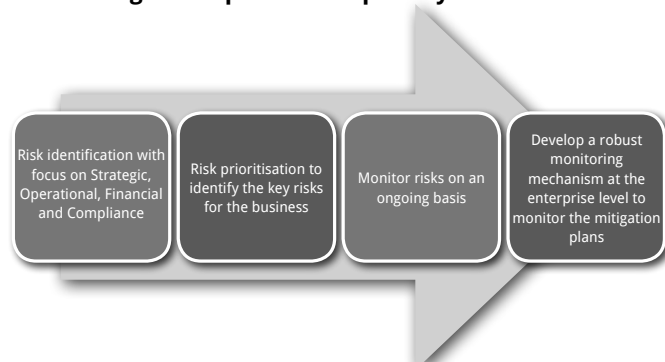 Risk identification with
focus on Strategic,
Operational, Financial
and Compliance
Risk prioritisation to
identify the key risks
for the business
Monitor risks on an
ongoing basis
Develop a robust
monitoring
mechanism at the
enterprise level to
monitor the mitigation
plans